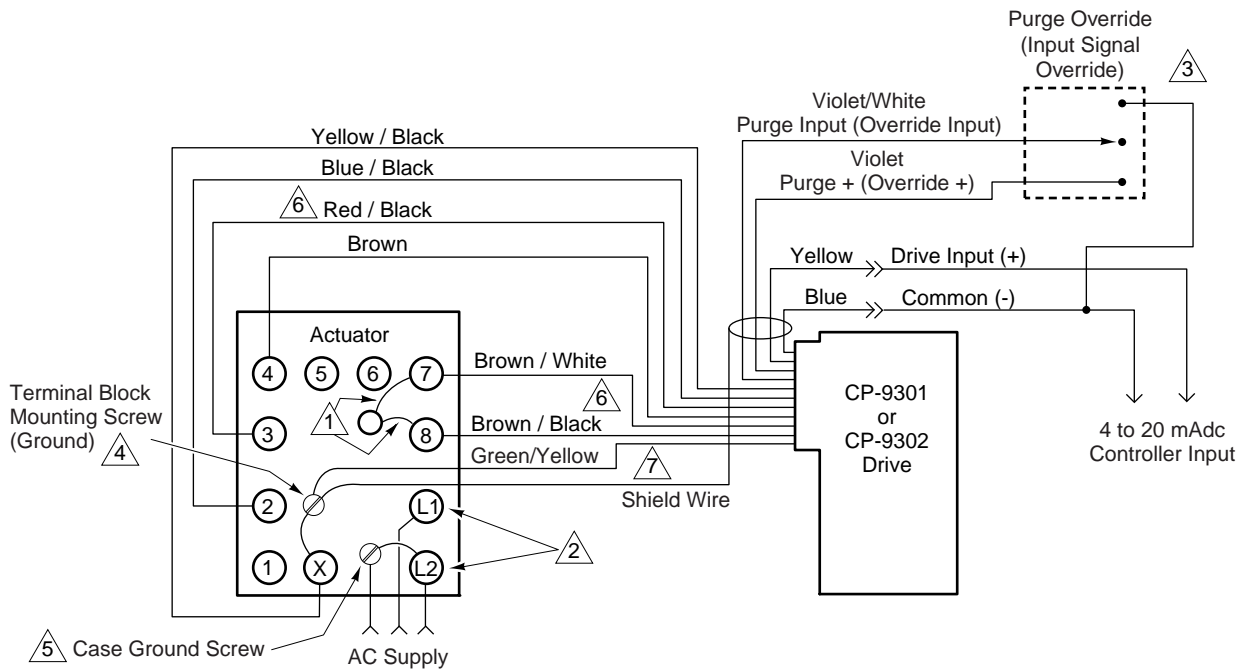 Purge Override
(Input Signal
Override)
3
Violet/White
Purge Input (Override Input)
Violet
Purge + (Override +)
Yellow / Black
Blue / Black
6
Red / Black
Brown
Yellow
Drive Input (+)
Blue
Common (-)
Actuator
4
5
6
7
Brown / White
6
1
3
8
Brown / Black
Green/Yellow
7
Shield Wire
Terminal Block
Mounting Screw
(Ground)
4
CP-9301
or
CP-9302
Drive
4 to 20 mAdc
Controller Input
2
L1
2
1
X
L2
5
Case Ground Screw
AC Supply